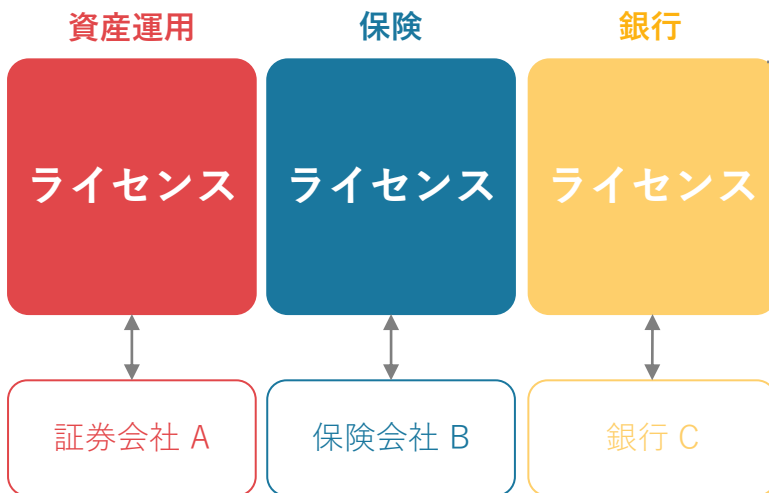 資産運用
保険
銀行
ライセンス
ライセンス
ライセンス
証券会社 A
保険会社 B
銀行 C